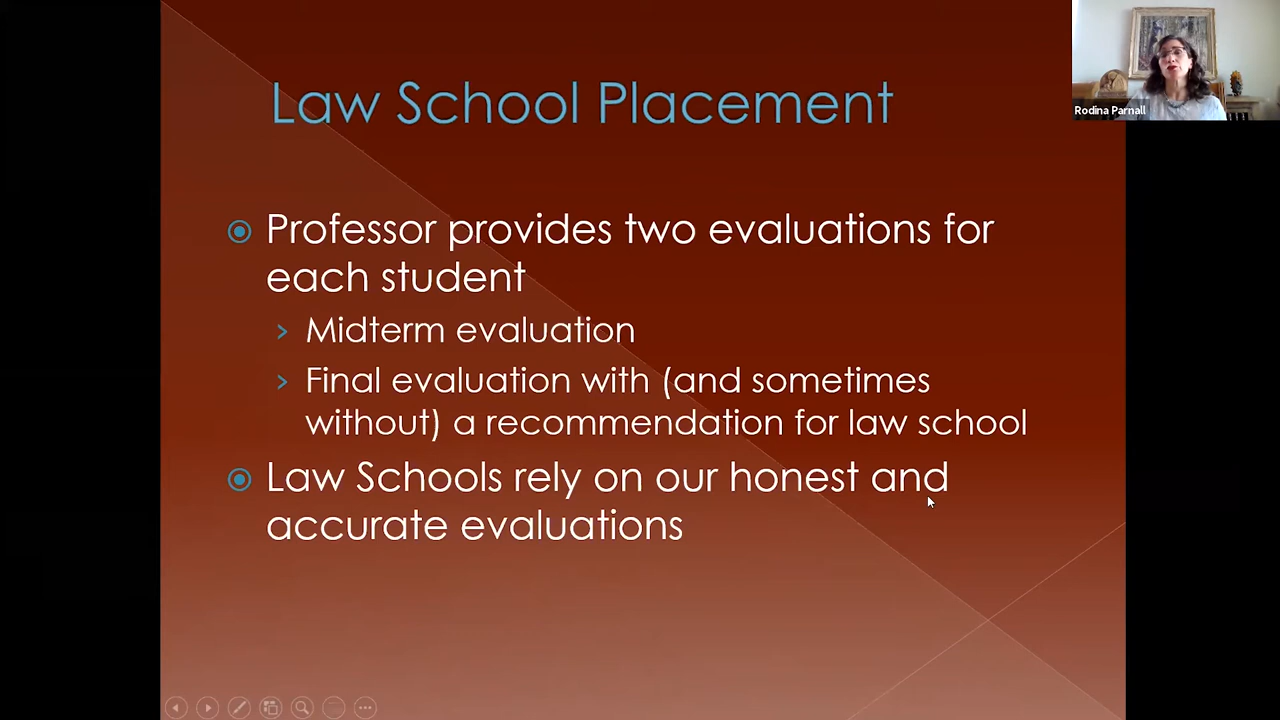 Law School Placement
Rodina Parnall
Professor provides two evaluations for
each student
Midterm evaluation
Final evaluation with (and sometimes
without) a recommendation for law school
Law Schools rely on our honest and
accurate evaluations